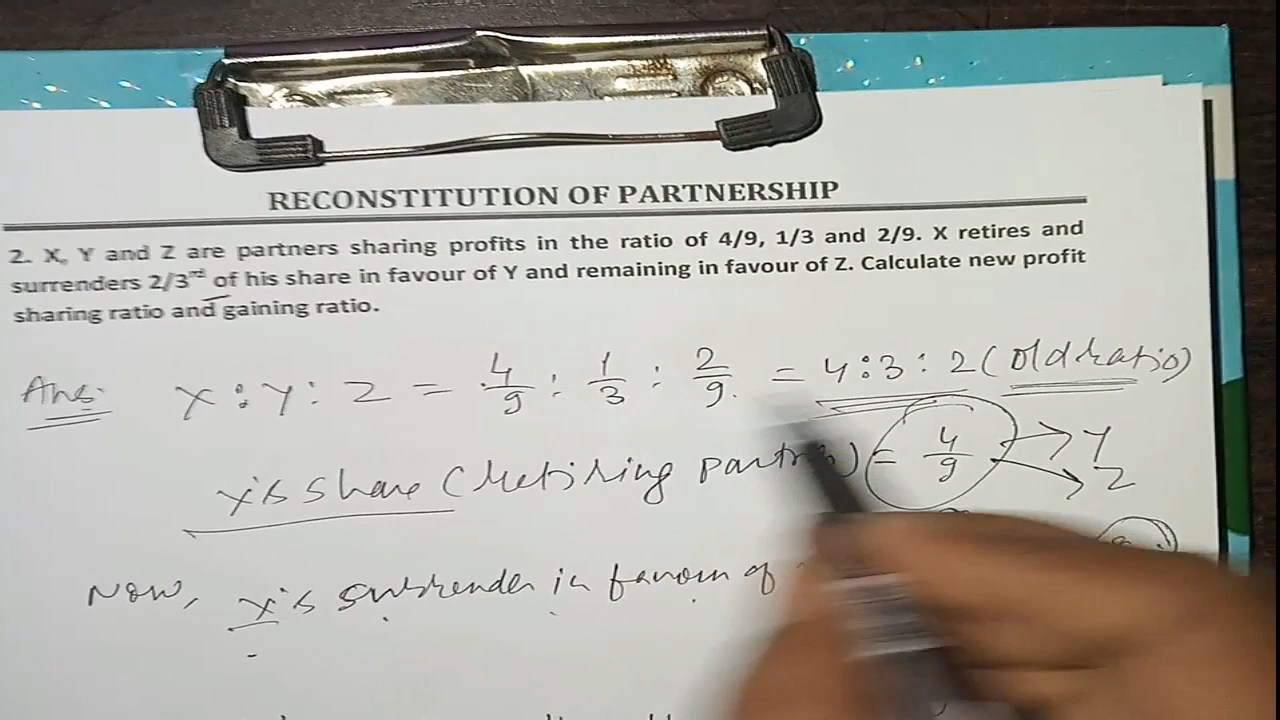 RECONSTITUTION OF PARTNERSHIP
2. X, Y and Z are partners sharing profits in the ratio of 4/9, 1/3 and 2/9. X retires and
surrenders 2/3rd of his share in favour of Y and remaining in favour of Z. Calculate new profit
sharing ratio and gaining ratio.
Ans: X : Y : Z = 4/9 : 1/3 : 2/9 = 4:3:2 (Old ratio)
X's share (Retiring partner) = 4/9 → Y
→ Z
Now, X's surrender in favour of